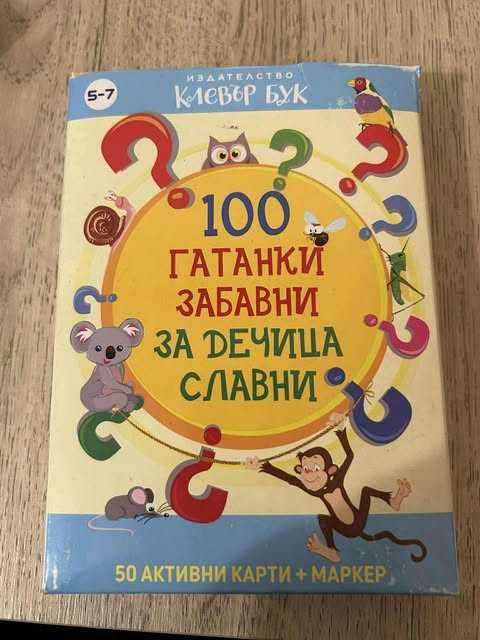 ИЗДАТЕЛСТВО
КЛЕВЪР БУК
5-7
100
ГАТАНКИ
ЗАБАВНИ
ЗА ДЕЧИЦА
СЛАВНИ
50 АКТИВНИ КАРТИ + МАРКЕР